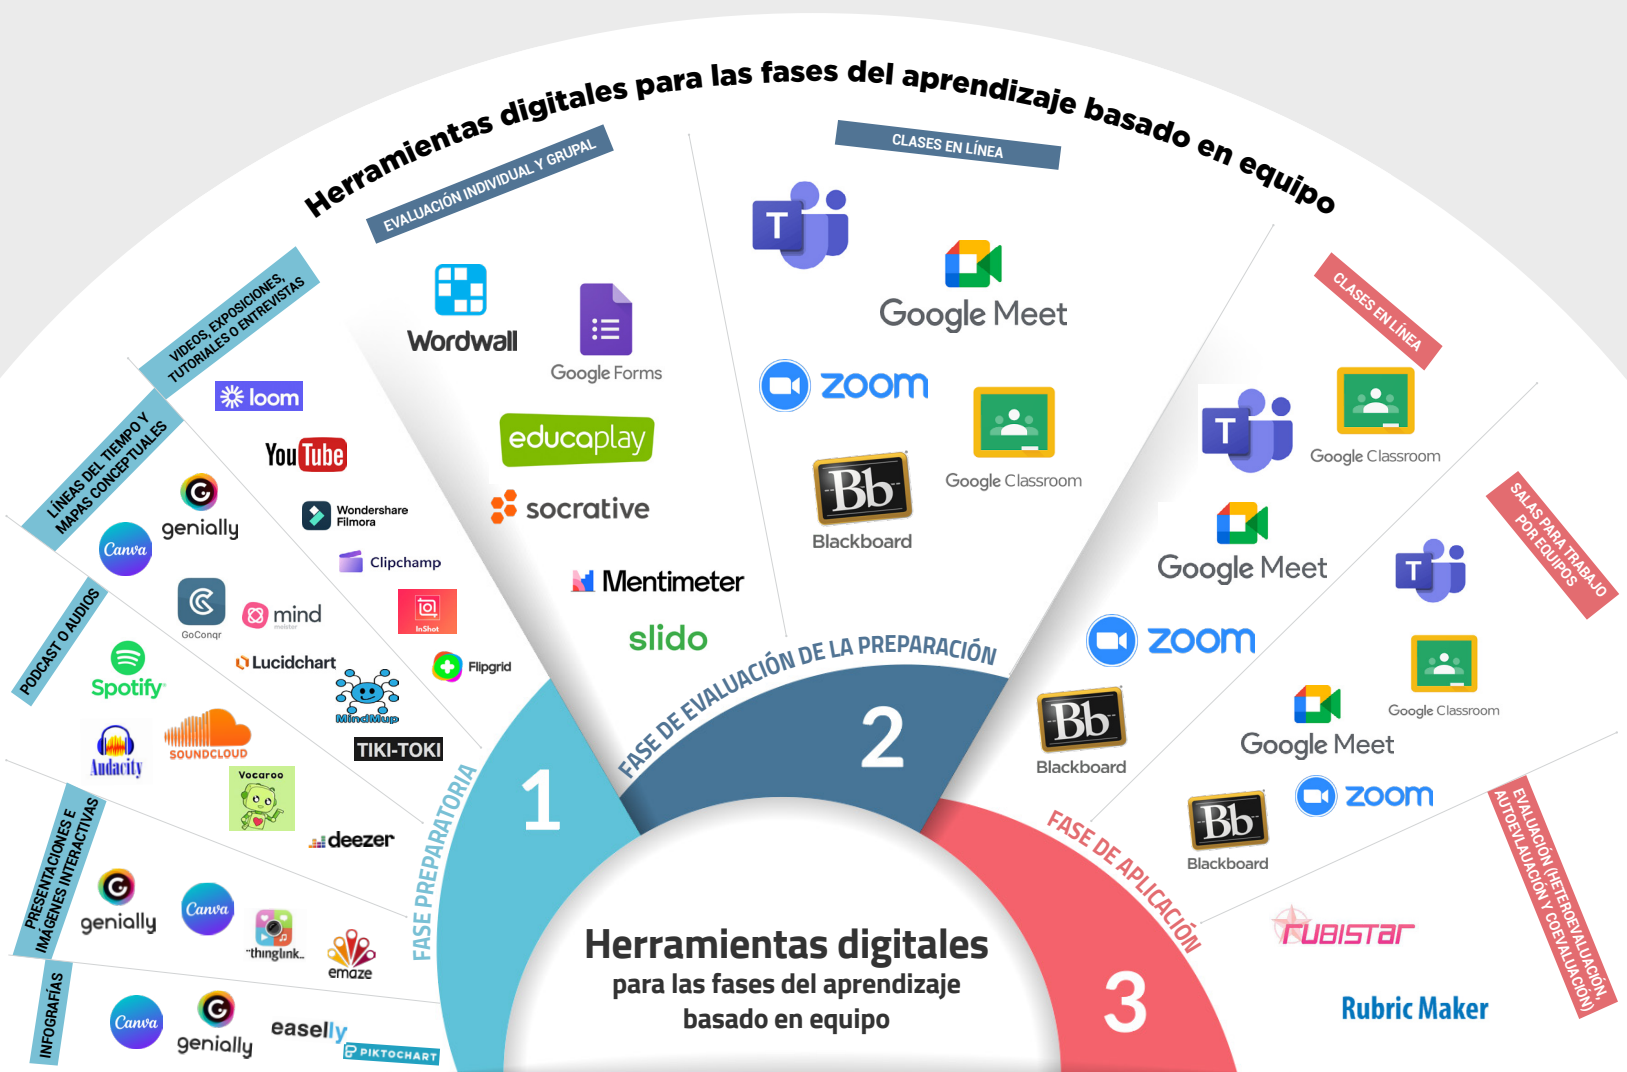 Herramientas digitales para las fases del aprendizaje basado en equipo
EVALUACIÓN INDIVIDUAL Y GRUPAL
Wordwall
Google Forms
educaplay
socrative
Mentimeter
slido
CLASES EN LÍNEA
T
Google Meet
zoom
Google Classroom
Bb
Blackboard
FASE DE EVALUACIÓN DE LA PREPARACIÓN
2
VIDEOS, EXPOSICIONES,
TUTORIALES O ENTREVISTAS
loom
YouTube
Wondershare
Filmora
Clipchamp
InShot
Flipgrid
LÍNEAS DEL TIEMPO Y
MAPAS CONCEPTUALES
genially
Canva
GoConqr
mind
meister
Lucidchart
MindMup
TIKI-TOKI
PODCAST O AUDIOS
Spotify
Audacity
SOUNDCLOUD
Vocaroo
deezer
PRESENTACIONES E
IMÁGENES INTERACTIVAS
genially
Canva
thinglink..
emaze
INFOGRAFÍAS
Canva
genially
easelly
PIKTOCHART
FASE PREPARATORIA
1
CLASES EN LÍNEA
T
Google Classroom
Google Meet
zoom
Bb
Blackboard
SALAS PARA TRABAJO
POR EQUIPOS
T
Google Classroom
Google Meet
zoom
Bb
Blackboard
EVALUACIÓN (HETEROEVALUACIÓN,
AUTOEVLAUACIÓN Y COEVALUACIÓN)
RUBISTAR
Rubric Maker
FASE DE APLICACIÓN
3
Herramientas digitales
para las fases del aprendizaje
basado en equipo